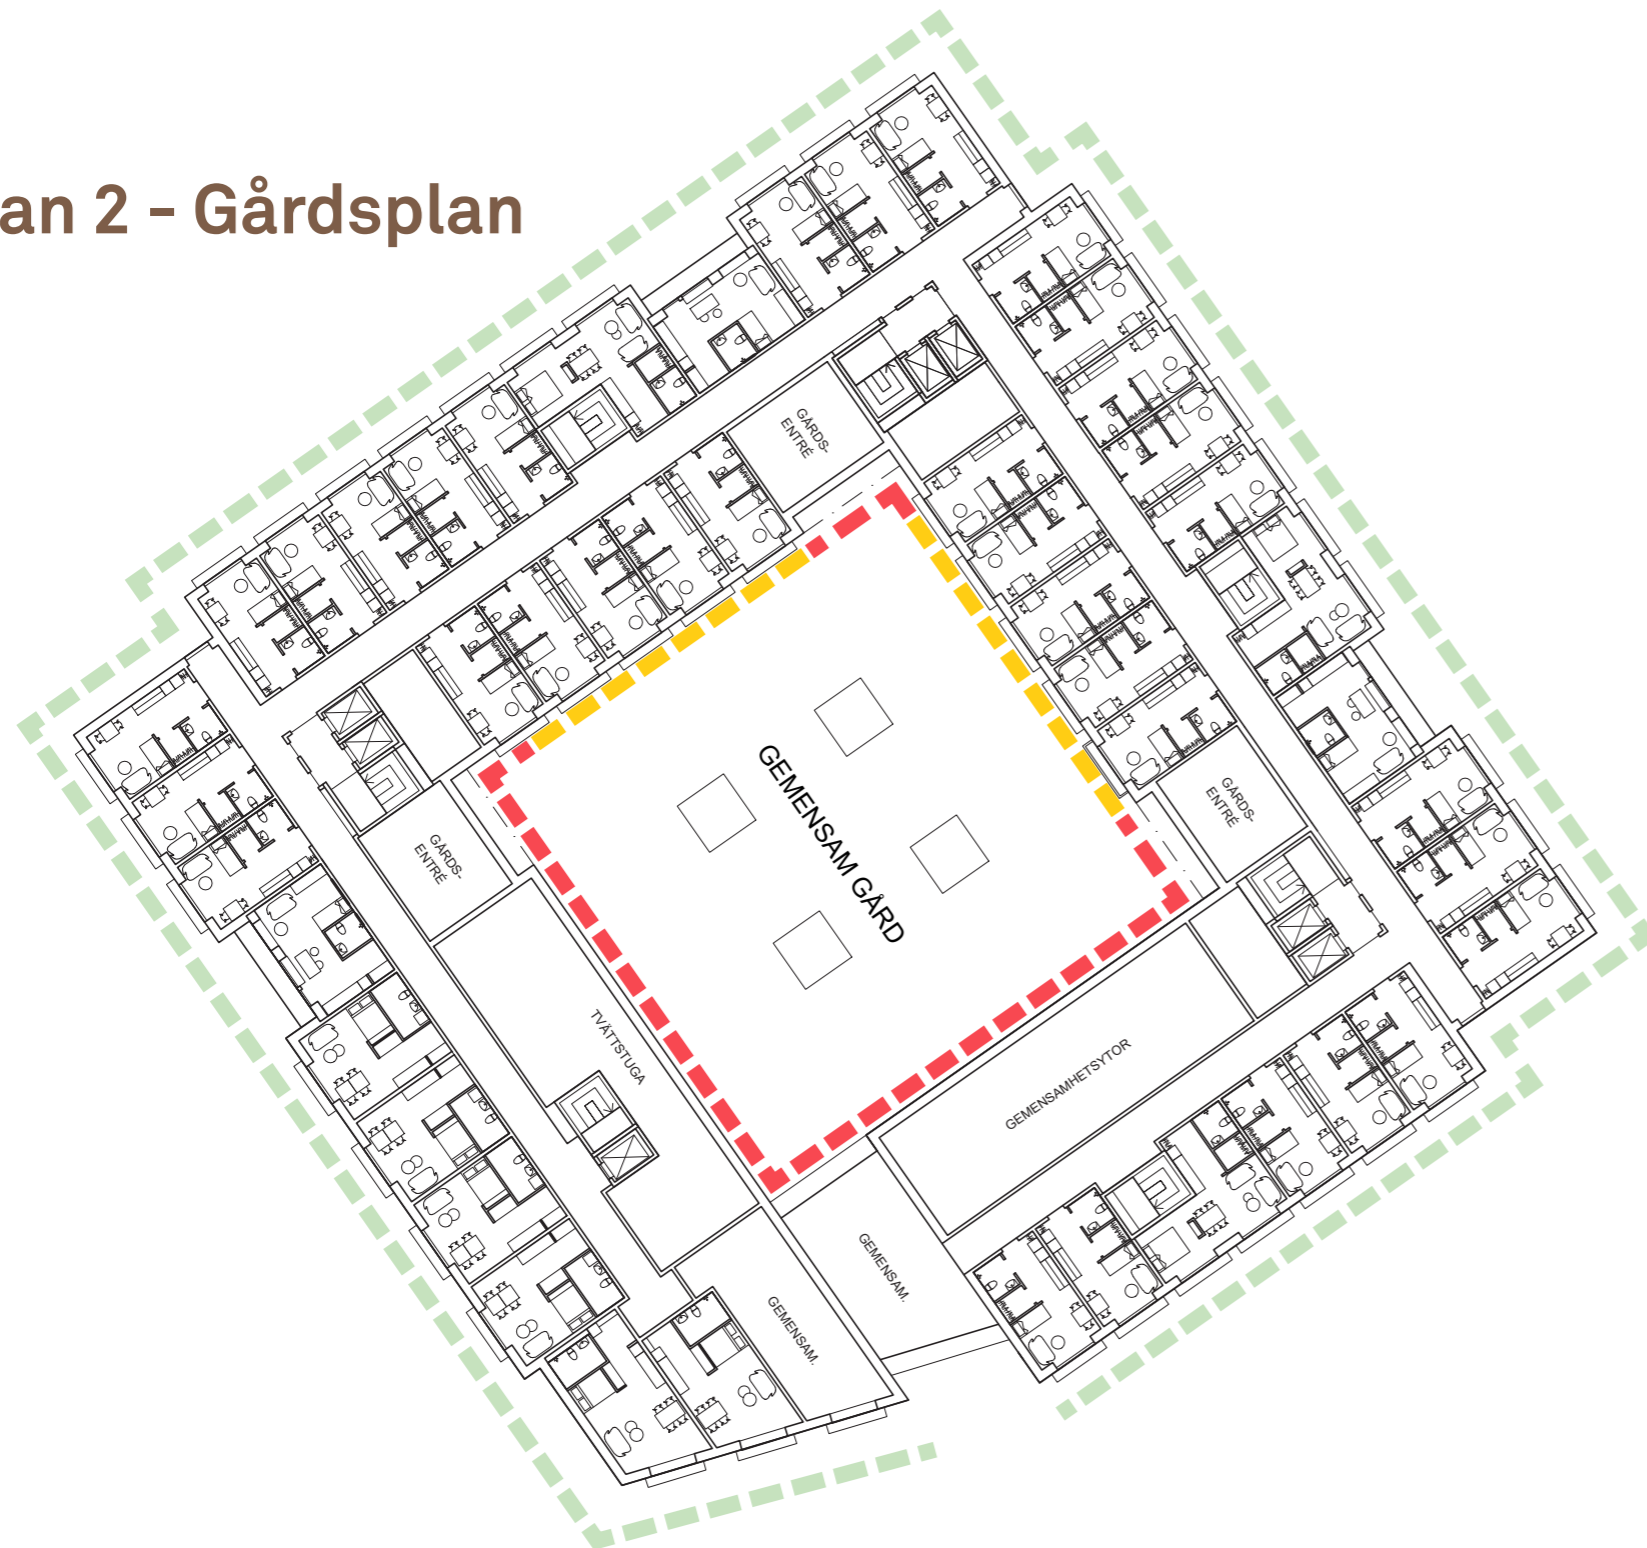 an 2 - Gårdsplan
GÅRDS-
ENTRÉ
GEMENSAM GÅRD
GÅRDS-
ENTRÉ
GÅRDS-
ENTRÉ
TVÄTTSTUGA
GEMENSAMHETSYTOR
GEMENSAM.
GEMENSAM.